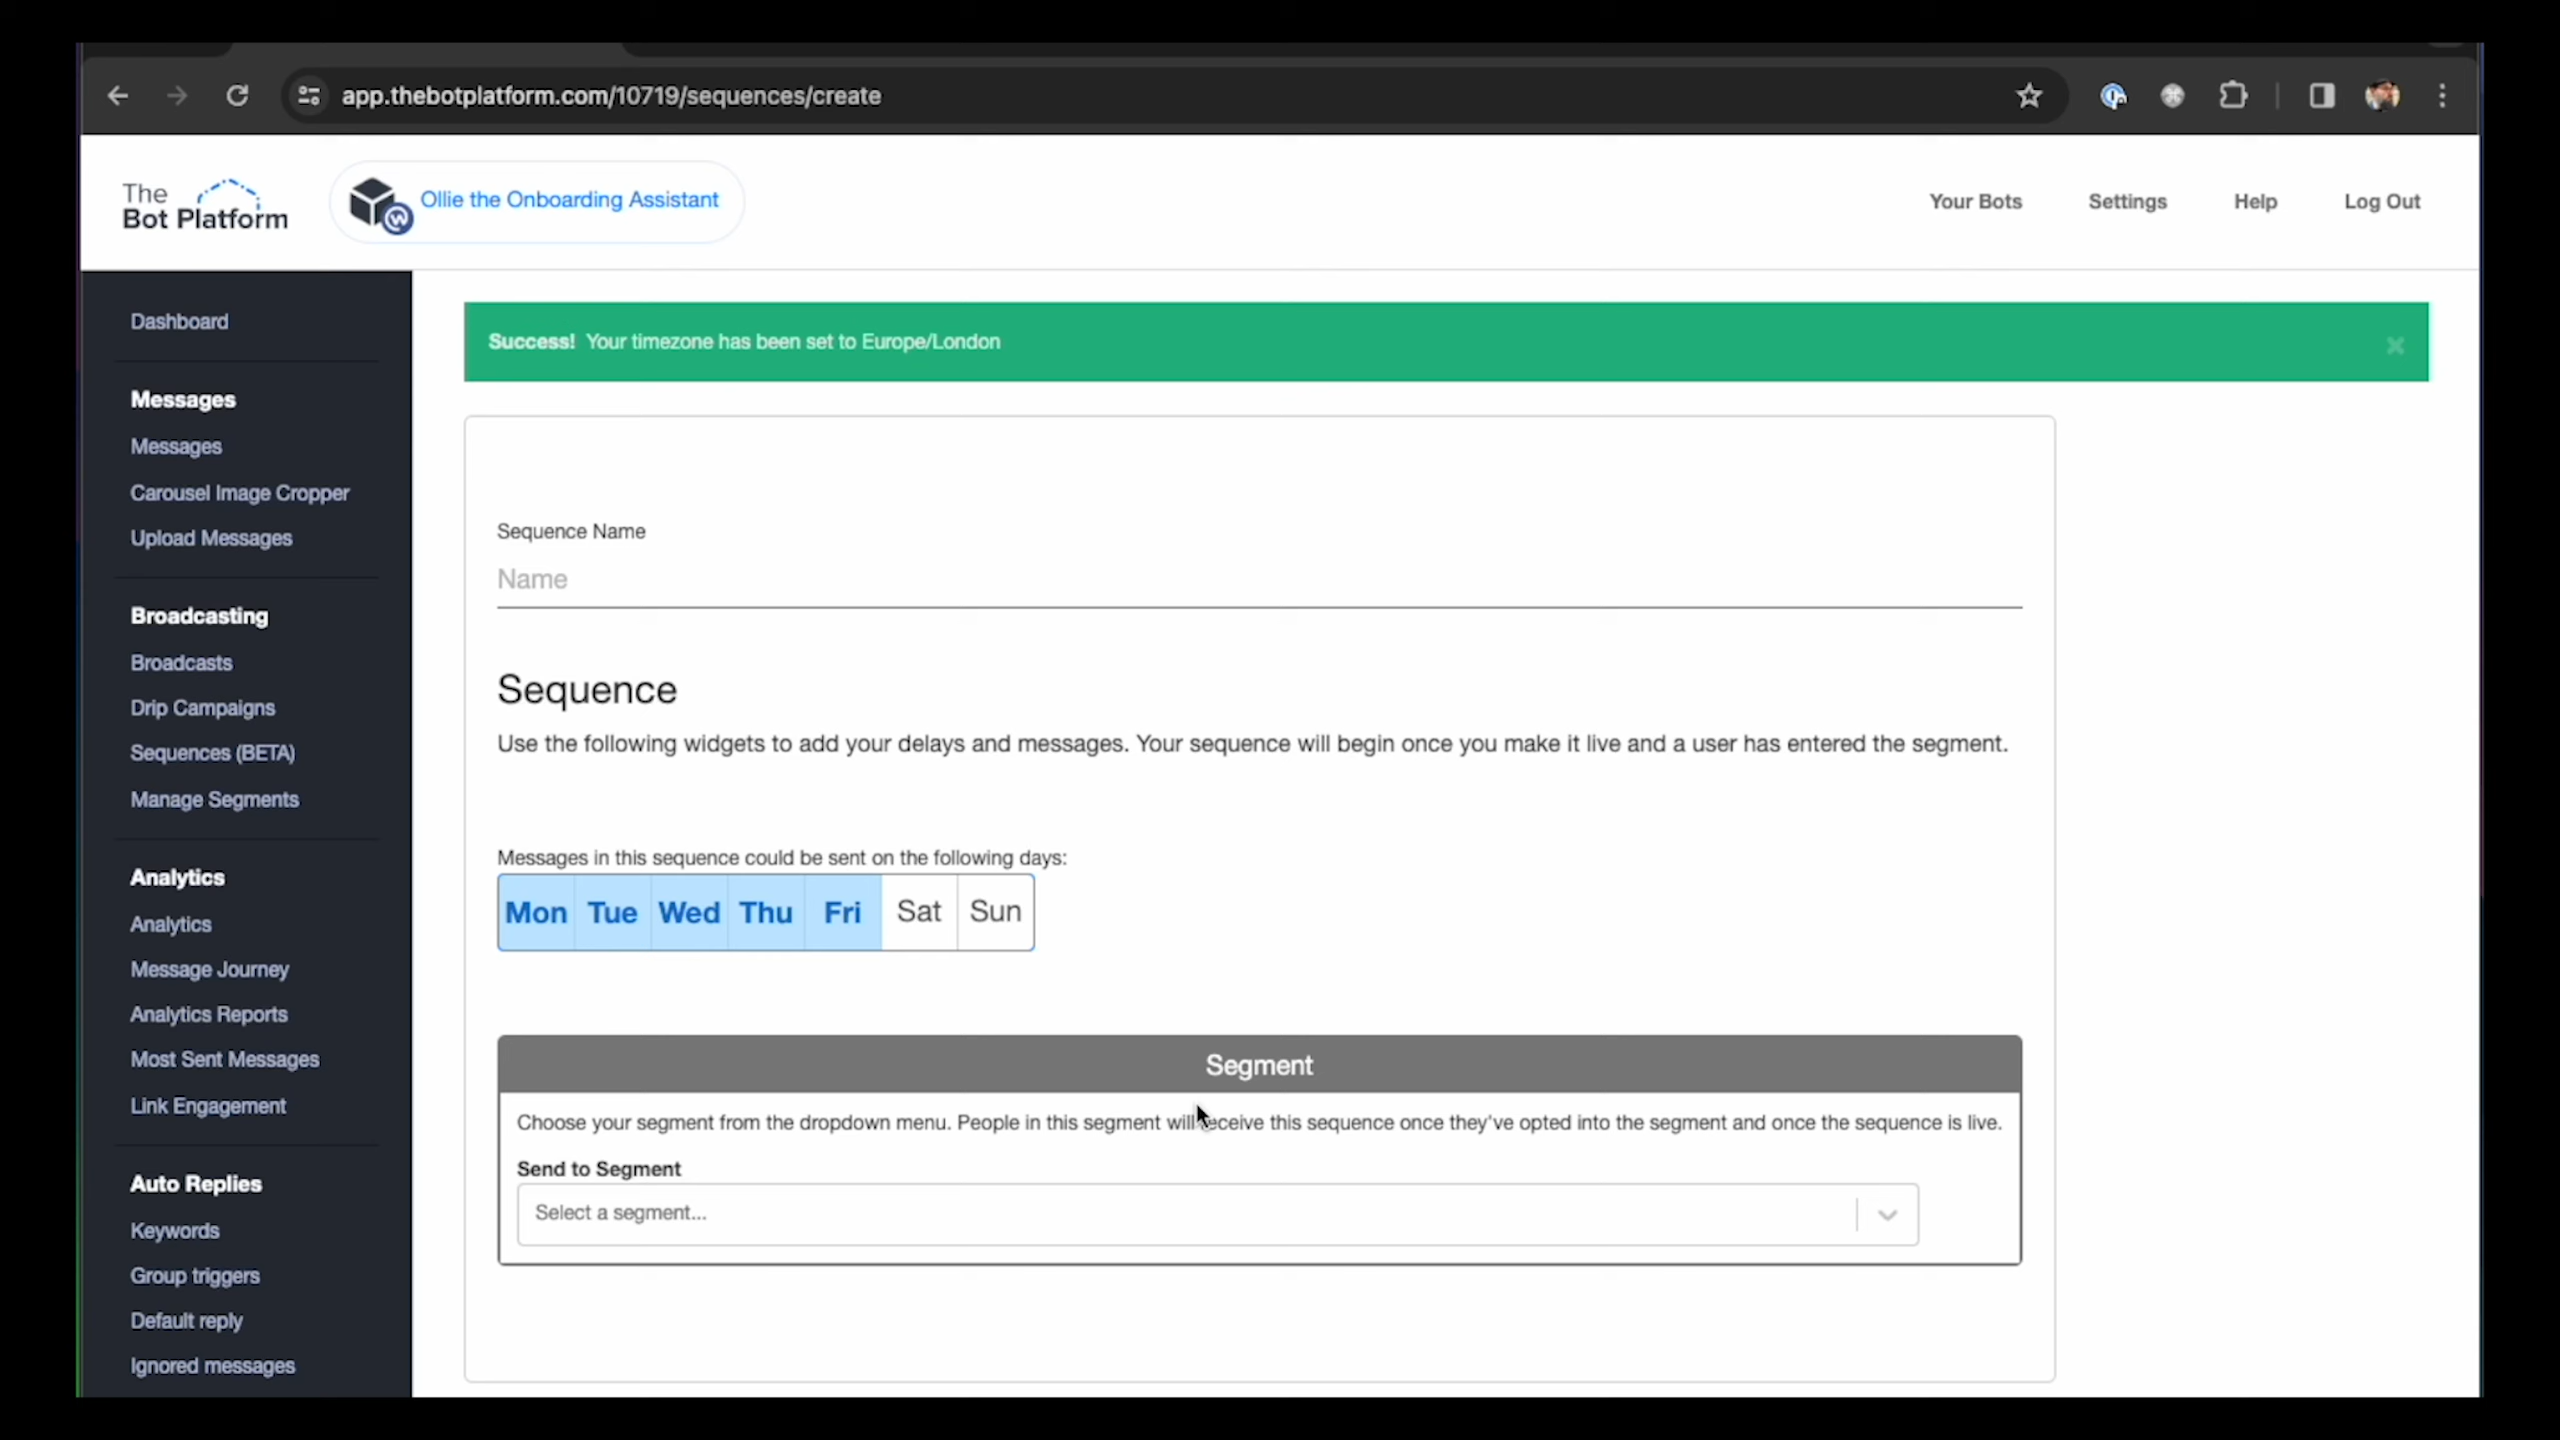 app.thebotplatform.com/10719/sequences/create
The
Bot Platform
Ollie the Onboarding Assistant
Your Bots
Settings
Help
Log Out
Dashboard
Messages
Messages
Carousel Image Cropper
Upload Messages
Broadcasting
Broadcasts
Drip Campaigns
Sequences (BETA)
Manage Segments
Analytics
Analytics
Message Journey
Analytics Reports
Most Sent Messages
Link Engagement
Auto Replies
Keywords
Group triggers
Default reply
Ignored messages
Success! Your timezone has been set to Europe/London
Sequence Name
Name
Sequence
Use the following widgets to add your delays and messages. Your sequence will begin once you make it live and a user has entered the segment.
Messages in this sequence could be sent on the following days:
Mon Tue Wed Thu Fri Sat Sun
Segment
Choose your segment from the dropdown menu. People in this segment will receive this sequence once they've opted into the segment and once the sequence is live.
Send to Segment
Select a segment...